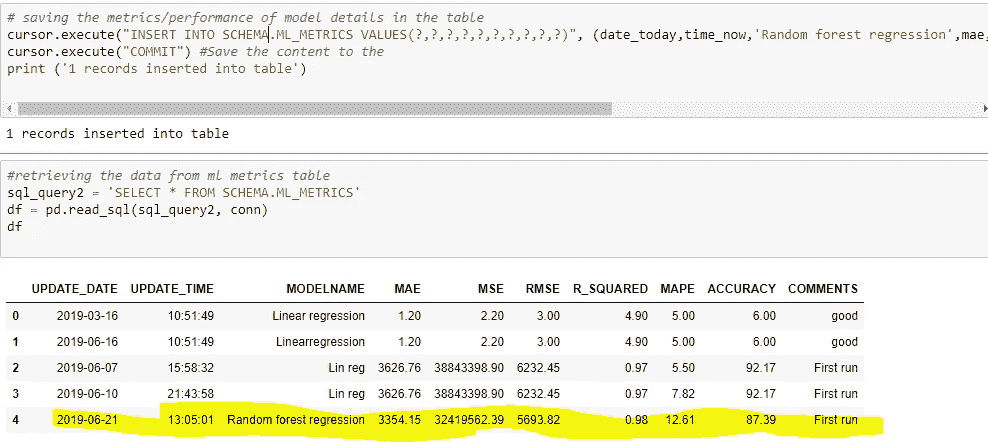 # saving the metrics/performance of model details in the table
cursor.execute("INSERT INTO SCHEMA.ML_METRICS VALUES(?,?,?,?,?,?,?,?,?,?)", (date_today,time_now,'Random forest regression',mae,
cursor.execute("COMMIT") #Save the content to the
print ('1 records inserted into table')
1 records inserted into table
#retrieving the data from ml metrics table
sql_query2 = 'SELECT * FROM SCHEMA.ML_METRICS'
df = pd.read_sql(sql_query2, conn)
df
UPDATE_DATE UPDATE_TIME MODELNAME MAE MSE RMSE R_SQUARED MAPE ACCURACY COMMENTS
0 2019-03-16 10:51:49 Linear regression 1.20 2.20 3.00 4.90 5.00 6.00 good
1 2019-06-16 10:51:49 Linearregression 1.20 2.20 3.00 4.90 5.00 6.00 good
2 2019-06-07 15:58:32 Lin reg 3626.76 38843398.90 6232.45 0.97 5.50 92.17 First run
3 2019-06-10 21:43:58 Lin reg 3626.76 38843398.90 6232.45 0.97 7.82 92.17 First run
4 2019-06-21 13:05:01 Random forest regression 3354.15 32419562.39 5693.82 0.98 12.61 87.39 First run